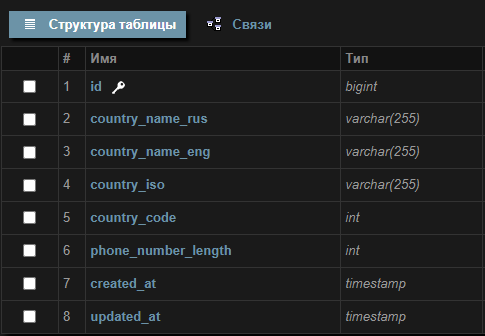 Структура таблицы Связи
# Имя Тип
1 id bigint
2 country_name_rus varchar(255)
3 country_name_eng varchar(255)
4 country_iso varchar(255)
5 country_code int
6 phone_number_length int
7 created_at timestamp
8 updated_at timestamp